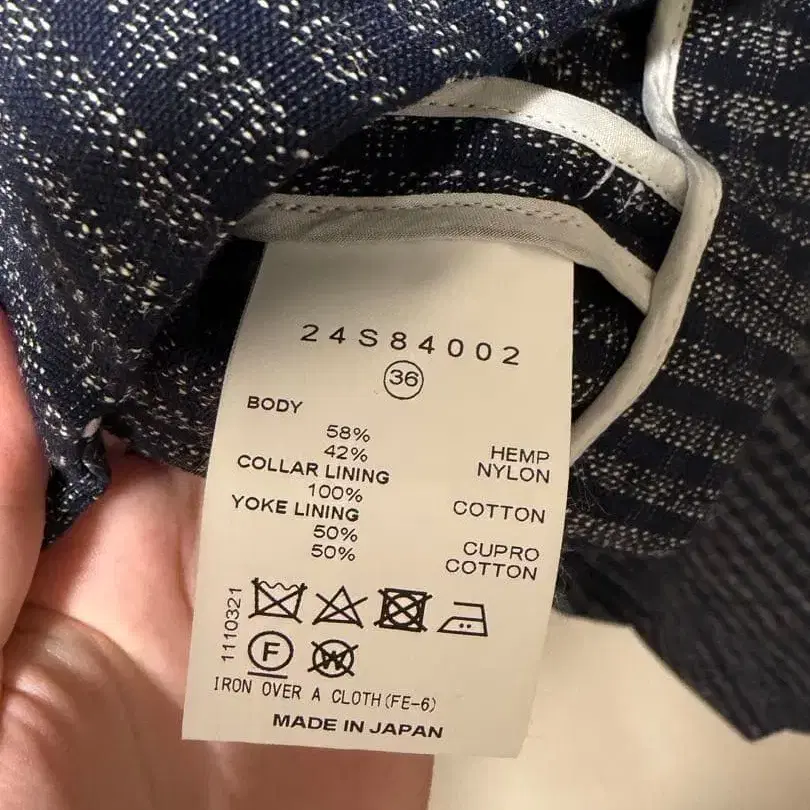 24S84002
36
BODY
58% HEMP
42% NYLON
COLLAR LINING
100% COTTON
YOKE LINING
50% CUPRO
50% COTTON
1110321
F W
IRON OVER A CLOTH(FE-6)
MADE IN JAPAN